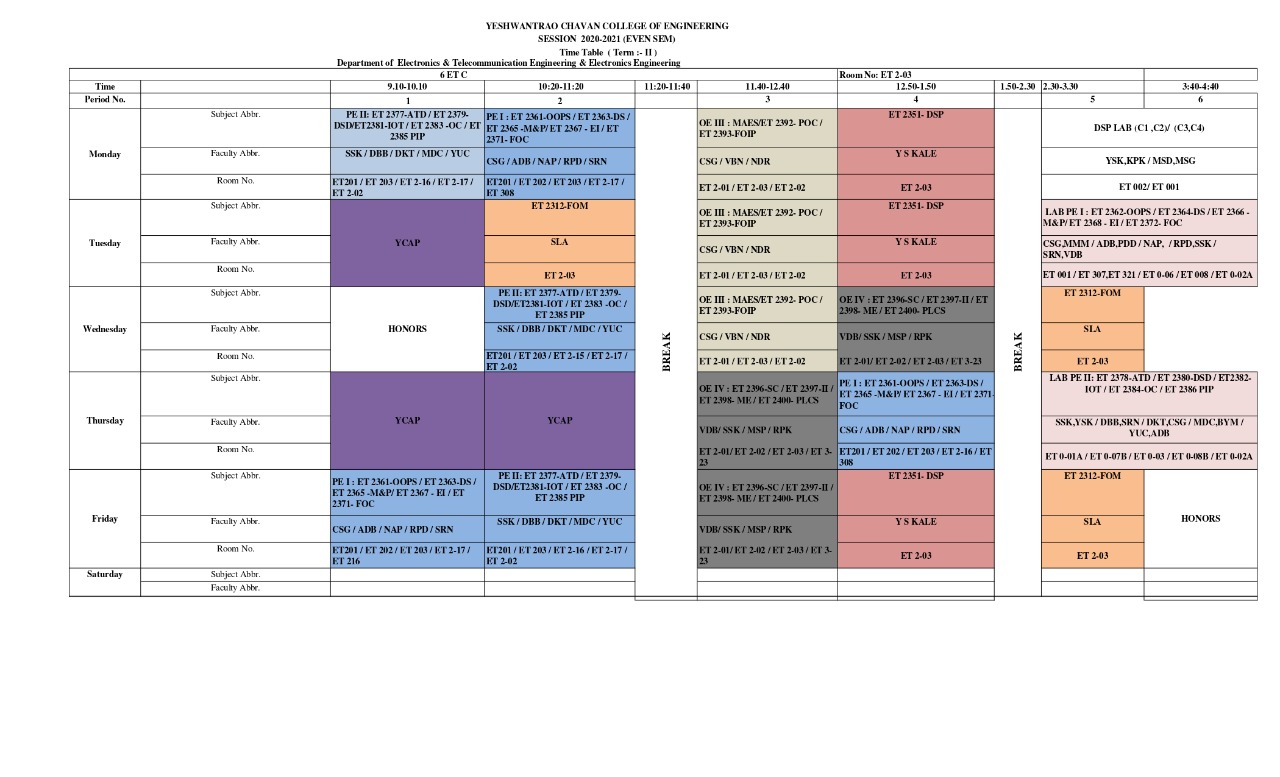 YESHWANTRAO CHAVAN COLLEGE OF ENGINEERING
SESSION 2020-2021 (EVEN SEM)
Time Table ( Term :- II )
Department of Electronics & Telecommunication Engineering & Electronics Engineering
6 ET C Room No: ET 2-03
Time 9.10-10.10 10:20-11:20 11:20-11:40 11.40-12.40 12.50-1.50 1.50-2.30 2.30-3.30 3:40-4:40
Period No. 1 2 3 4 5 6
BREAK
BREAK
Monday
Subject Abbr.
PE II: ET 2377-ATD / ET 2379-
DSD/ET2381-IOT / ET 2383 -OC / ET
2385 PIP
PE I : ET 2361-OOPS / ET 2363-DS /
ET 2365 -M&P/ ET 2367 - EI / ET
2371- FOC
OE III : MAES/ET 2392- POC /
ET 2393-FOIP
ET 2351- DSP
DSP LAB (C1 ,C2)/ (C3,C4)
Faculty Abbr.
SSK / DBB / DKT / MDC / YUC
CSG / ADB / NAP / RPD / SRN
CSG / VBN / NDR
Y S KALE
YSK,KPK / MSD,MSG
Room No.
ET201 / ET 203 / ET 2-16 / ET 2-17 /
ET 2-02
ET201 / ET 202 / ET 203 / ET 2-17 /
ET 308
ET 2-01 / ET 2-03 / ET 2-02
ET 2-03
ET 002/ ET 001
Tuesday
Subject Abbr.
YCAP
ET 2312-FOM
OE III : MAES/ET 2392- POC /
ET 2393-FOIP
ET 2351- DSP
LAB PE I : ET 2362-OOPS / ET 2364-DS / ET 2366 -
M&P/ ET 2368 - EI / ET 2372- FOC
Faculty Abbr.
SLA
CSG / VBN / NDR
Y S KALE
CSG,MMM / ADB,PDD / NAP, / RPD,SSK /
SRN,VDB
Room No.
ET 2-03
ET 2-01 / ET 2-03 / ET 2-02
ET 2-03
ET 001 / ET 307,ET 321 / ET 0-06 / ET 008 / ET 0-02A
Wednesday
Subject Abbr.
HONORS
PE II: ET 2377-ATD / ET 2379-
DSD/ET2381-IOT / ET 2383 -OC /
ET 2385 PIP
OE III : MAES/ET 2392- POC /
ET 2393-FOIP
OE IV : ET 2396-SC / ET 2397-II / ET
2398- ME / ET 2400- PLCS
ET 2312-FOM
Faculty Abbr.
SSK / DBB / DKT / MDC / YUC
CSG / VBN / NDR
VDB/ SSK / MSP / RPK
SLA
Room No.
ET201 / ET 203 / ET 2-15 / ET 2-17 /
ET 2-02
ET 2-01 / ET 2-03 / ET 2-02
ET 2-01/ ET 2-02 / ET 2-03 / ET 3-23
ET 2-03
Thursday
Subject Abbr.
YCAP
YCAP
OE IV : ET 2396-SC / ET 2397-II /
ET 2398- ME / ET 2400- PLCS
PE I : ET 2361-OOPS / ET 2363-DS /
ET 2365 -M&P/ ET 2367 - EI / ET 2371-
FOC
LAB PE II: ET 2378-ATD / ET 2380-DSD / ET2382-
IOT / ET 2384-OC / ET 2386 PIP
Faculty Abbr.
VDB/ SSK / MSP / RPK
CSG / ADB / NAP / RPD / SRN
SSK,YSK / DBB,SRN / DKT,CSG / MDC,BYM /
YUC,ADB
Room No.
ET 2-01/ ET 2-02 / ET 2-03 / ET 3-
23
ET201 / ET 202 / ET 203 / ET 2-16 / ET
308
ET 0-01A / ET 0-07B / ET 0-03 / ET 0-08B / ET 0-02A
Friday
Subject Abbr.
PE I : ET 2361-OOPS / ET 2363-DS /
ET 2365 -M&P/ ET 2367 - EI / ET
2371- FOC
PE II: ET 2377-ATD / ET 2379-
DSD/ET2381-IOT / ET 2383 -OC /
ET 2385 PIP
OE IV : ET 2396-SC / ET 2397-II /
ET 2398- ME / ET 2400- PLCS
ET 2351- DSP
ET 2312-FOM
HONORS
Faculty Abbr.
CSG / ADB / NAP / RPD / SRN
SSK / DBB / DKT / MDC / YUC
VDB/ SSK / MSP / RPK
Y S KALE
SLA
Room No.
ET201 / ET 202 / ET 203 / ET 2-17 /
ET 216
ET201 / ET 203 / ET 2-16 / ET 2-17 /
ET 2-02
ET 2-01/ ET 2-02 / ET 2-03 / ET 3-
23
ET 2-03
ET 2-03
Saturday
Subject Abbr.
Faculty Abbr.